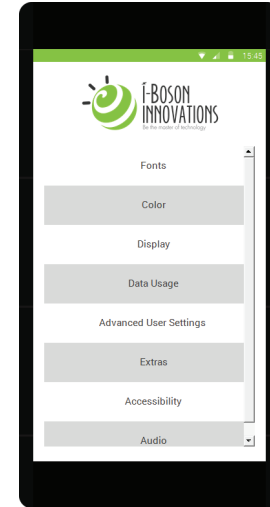 15:45
i-BOSON
INNOVATIONS
Be the master of technology
Fonts
Color
Display
Data Usage
Advanced User Settings
Extras
Accessibility
Audio